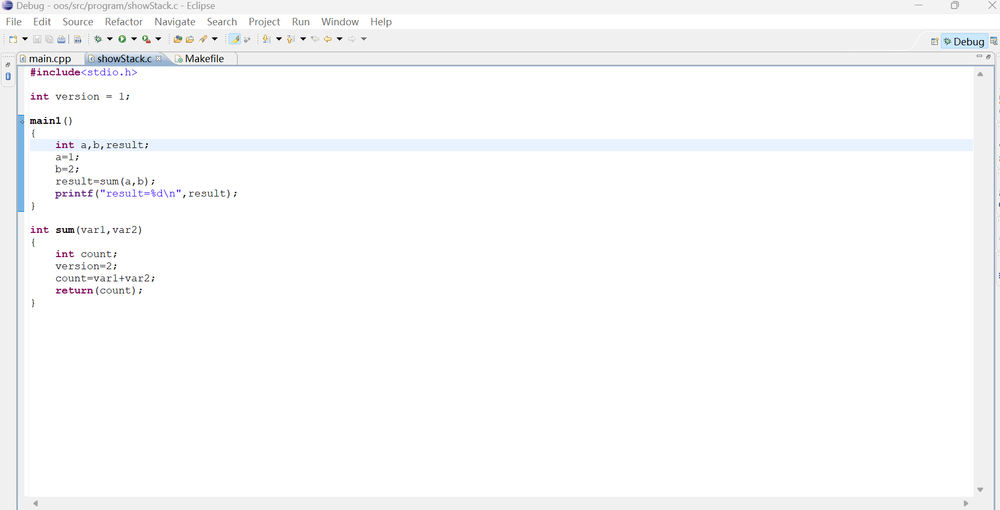 Debug - oos/src/program/showStack.c - Eclipse
File Edit Source Refactor Navigate Search Project Run Window Help
Debug
main.cpp showStack.c Makefile
#include<stdio.h>
int version = 1;
main1()
{
    int a,b,result;
    a=1;
    b=2;
    result=sum(a,b);
    printf("result=%d\n",result);
}
int sum(var1,var2)
{
    int count;
    version=2;
    count=var1+var2;
    return(count);
}